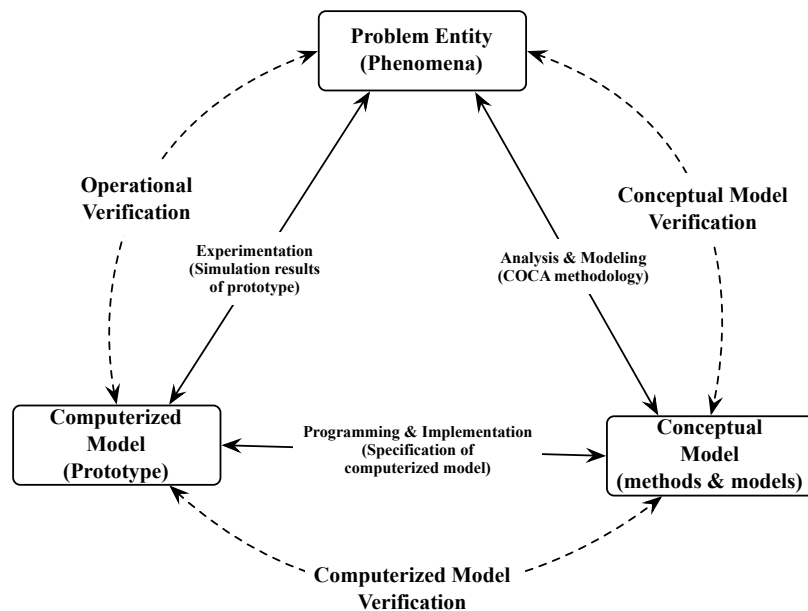 Problem Entity
(Phenomena)
Operational
Verification
Conceptual Model
Verification
Experimentation
(Simulation results
of prototype)
Analysis & Modeling
(COCA methodology)
Computerized
Model
(Prototype)
Programming & Implementation
(Specification of
computerized model)
Conceptual
Model
(methods & models)
Computerized Model
Verification